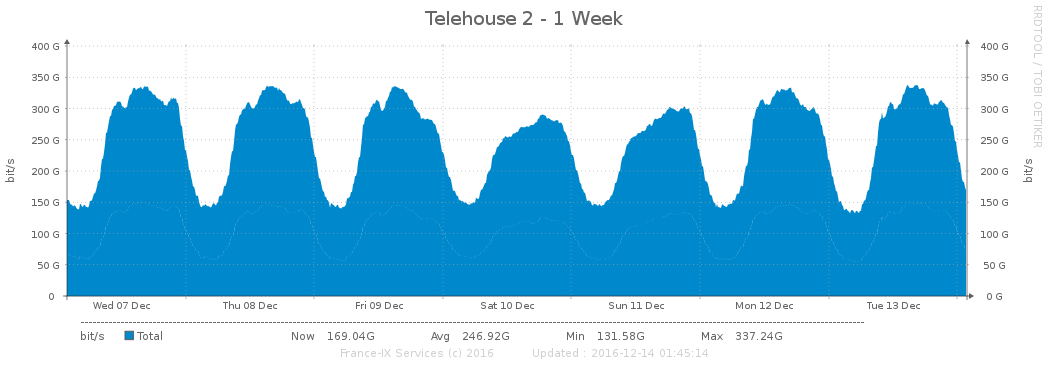 Telehouse 2 - 1 Week
RRDTOOL / TOBI OETIKER
bit/s
400 G
350 G
300 G
250 G
200 G
150 G
100 G
50 G
0
400 G
350 G
300 G
250 G
200 G
150 G
100 G
50 G
0 G
bit/s
Wed 07 Dec Thu 08 Dec Fri 09 Dec Sat 10 Dec Sun 11 Dec Mon 12 Dec Tue 13 Dec
bit/s Total Now 169.04G Avg 246.92G Min 131.58G Max 337.24G
France-IX Services (c) 2016 Updated : 2016-12-14 01:45:14